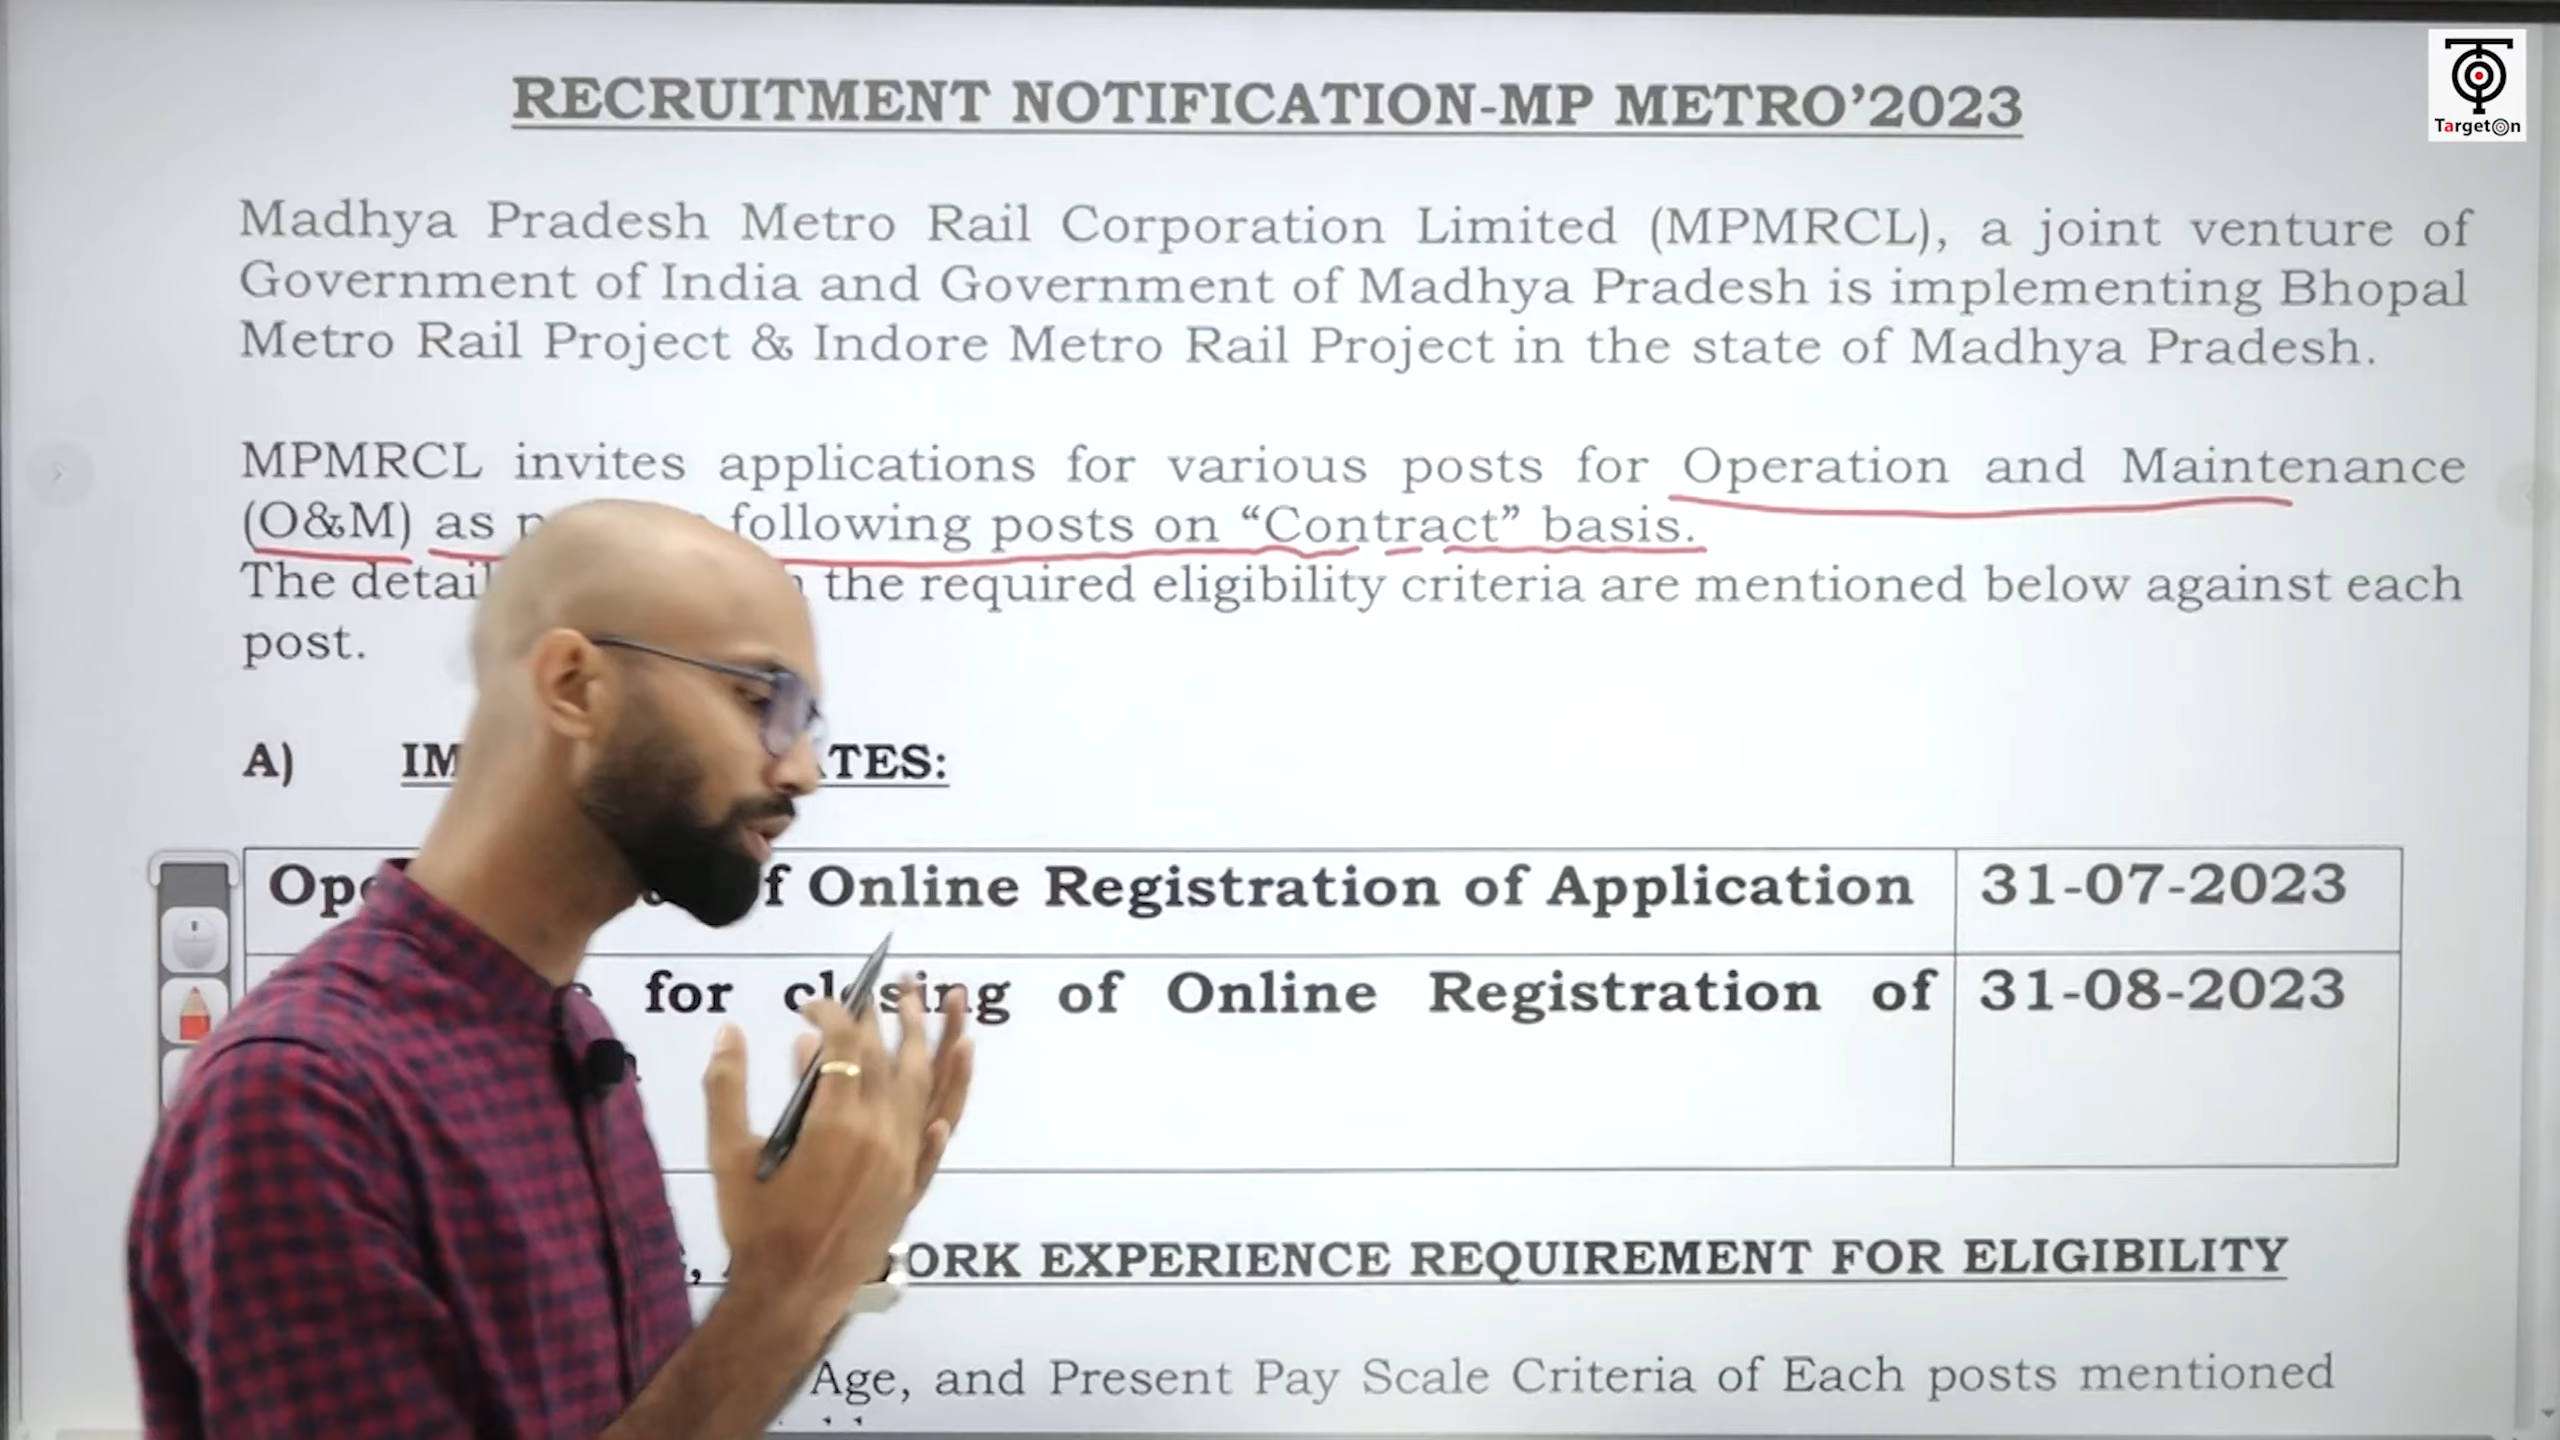 RECRUITMENT NOTIFICATION-MP METRO’2023
TargetOn
Madhya Pradesh Metro Rail Corporation Limited (MPMRCL), a joint venture of
Government of India and Government of Madhya Pradesh is implementing Bhopal
Metro Rail Project & Indore Metro Rail Project in the state of Madhya Pradesh.
MPMRCL invites applications for various posts for Operation and Maintenance
(O&M) as following posts on “Contract” basis.
The the required eligibility criteria are mentioned below against each
post.
A)
Online Registration of Application 31-07-2023
for closing of Online Registration of 31-08-2023
EXPERIENCE REQUIREMENT FOR ELIGIBILITY
Age, and Present Pay Scale Criteria of Each posts mentioned